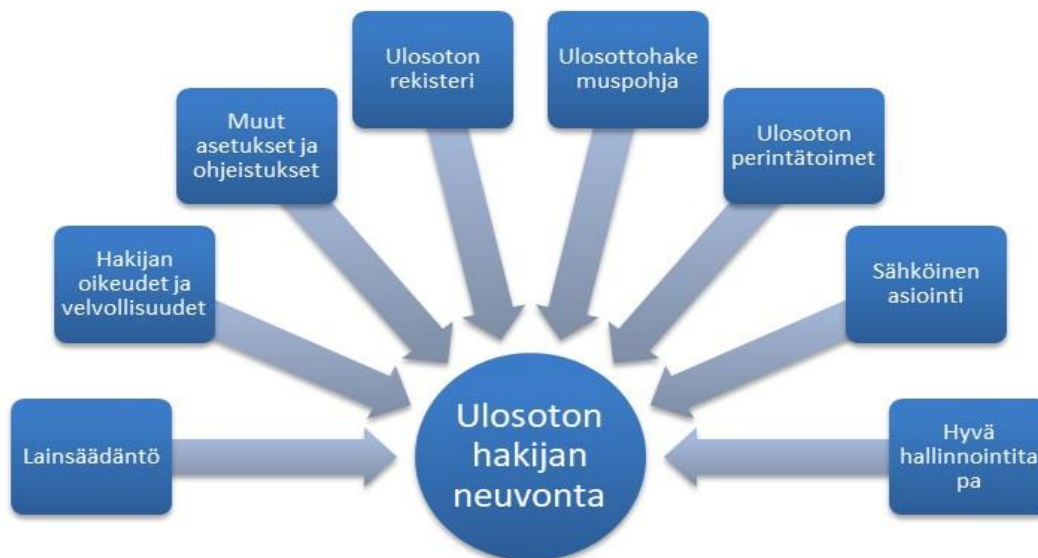 Ulosoton
rekisteri
Ulosottohake
muspohja
Muut
asetukset ja
ohjeistukset
Ulosoton
perintätoimet
Hakijan
oikeudet ja
velvollisuudet
Sähköinen
asiointi
Lainsäädäntö
Ulosoton
hakijan
neuvonta
Hyvä
hallinnointita
pa